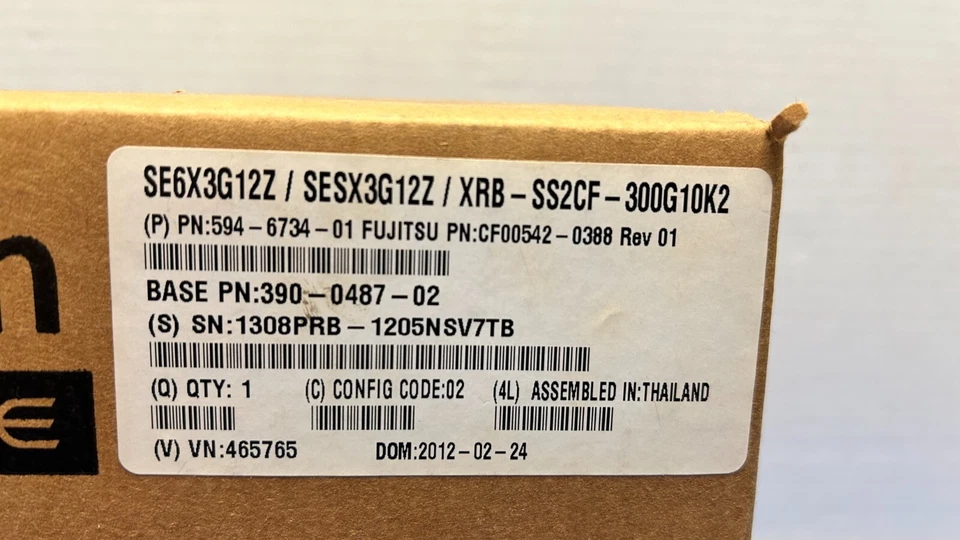 SE6X3G12Z / SESX3G12Z / XRB-SS2CF-300G10K2
(P) PN:594-6734-01 FUJITSU PN:CF00542-0388 Rev 01
BASE PN:390-0487-02
(S) SN:1308PRB-1205NSV7TB
(Q) QTY: 1 (C) CONFIG CODE:02 (4L) ASSEMBLED IN:THAILAND
(V) VN:465765 DOM:2012-02-24